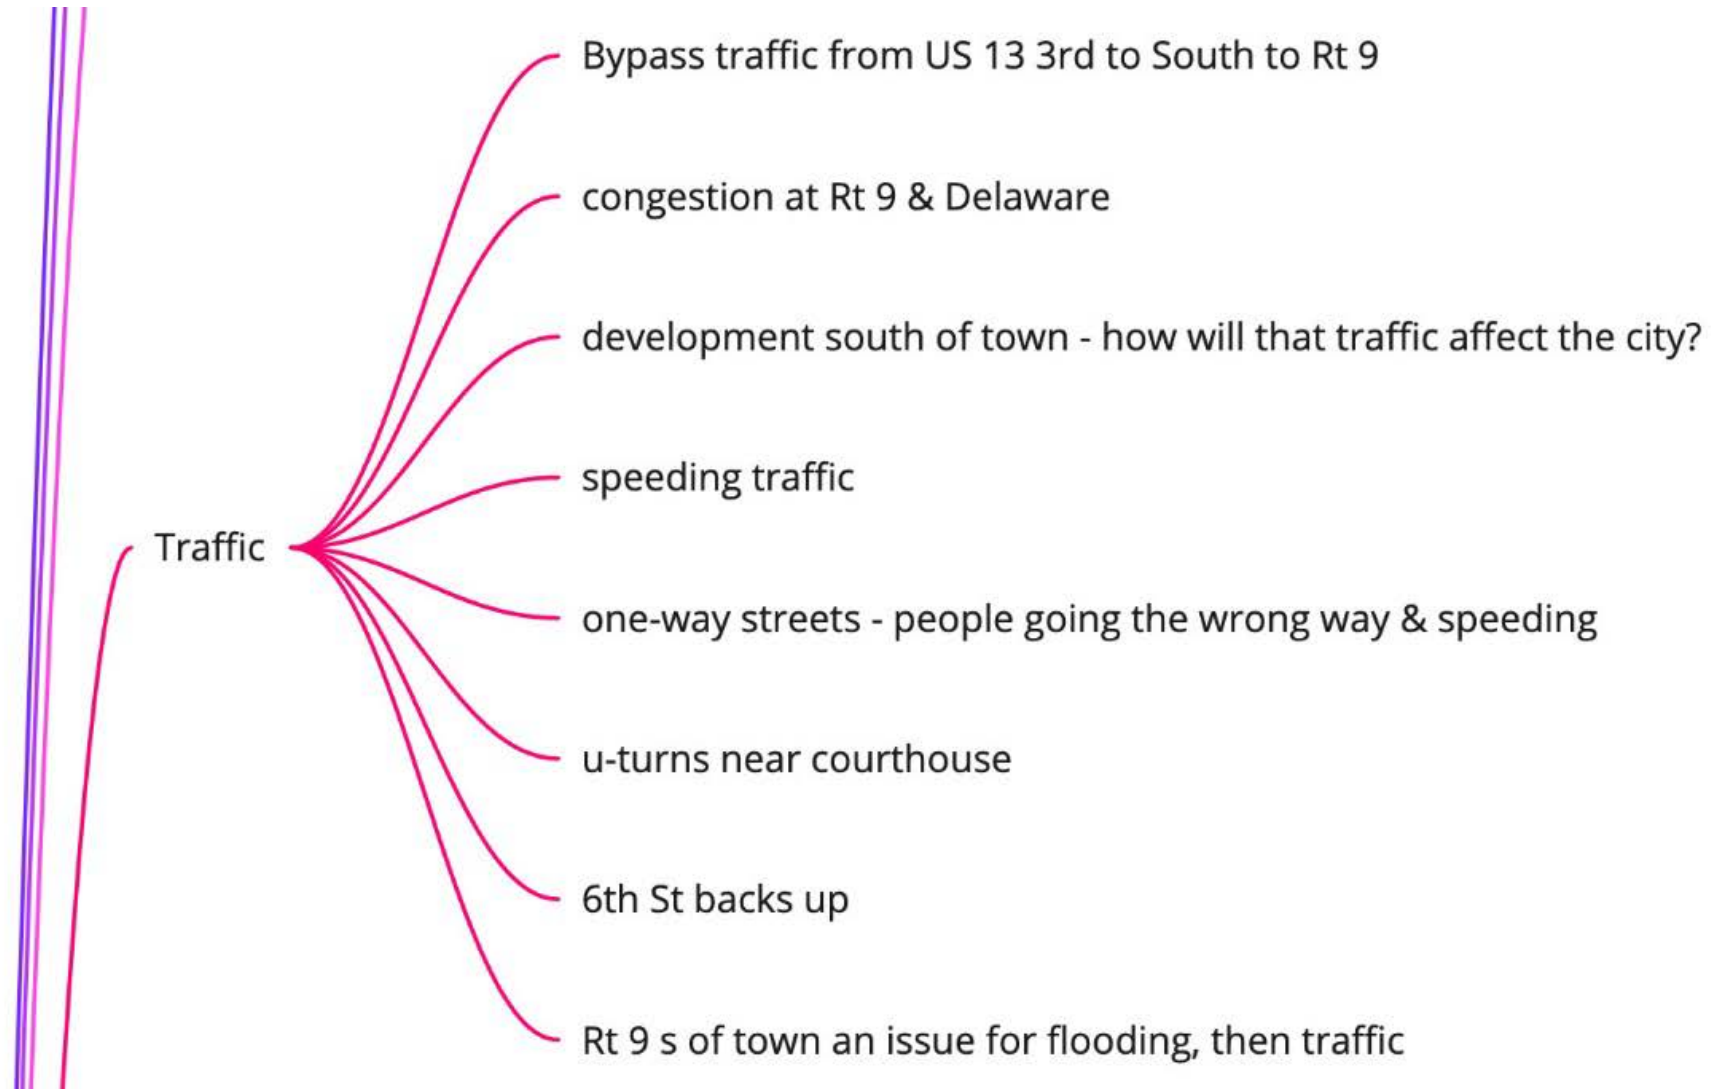 Bypass traffic from US 13 3rd to South to Rt 9
congestion at Rt 9 & Delaware
development south of town - how will that traffic affect the city?
speeding traffic
Traffic
one-way streets - people going the wrong way & speeding
u-turns near courthouse
6th St backs up
Rt 9 s of town an issue for flooding, then traffic